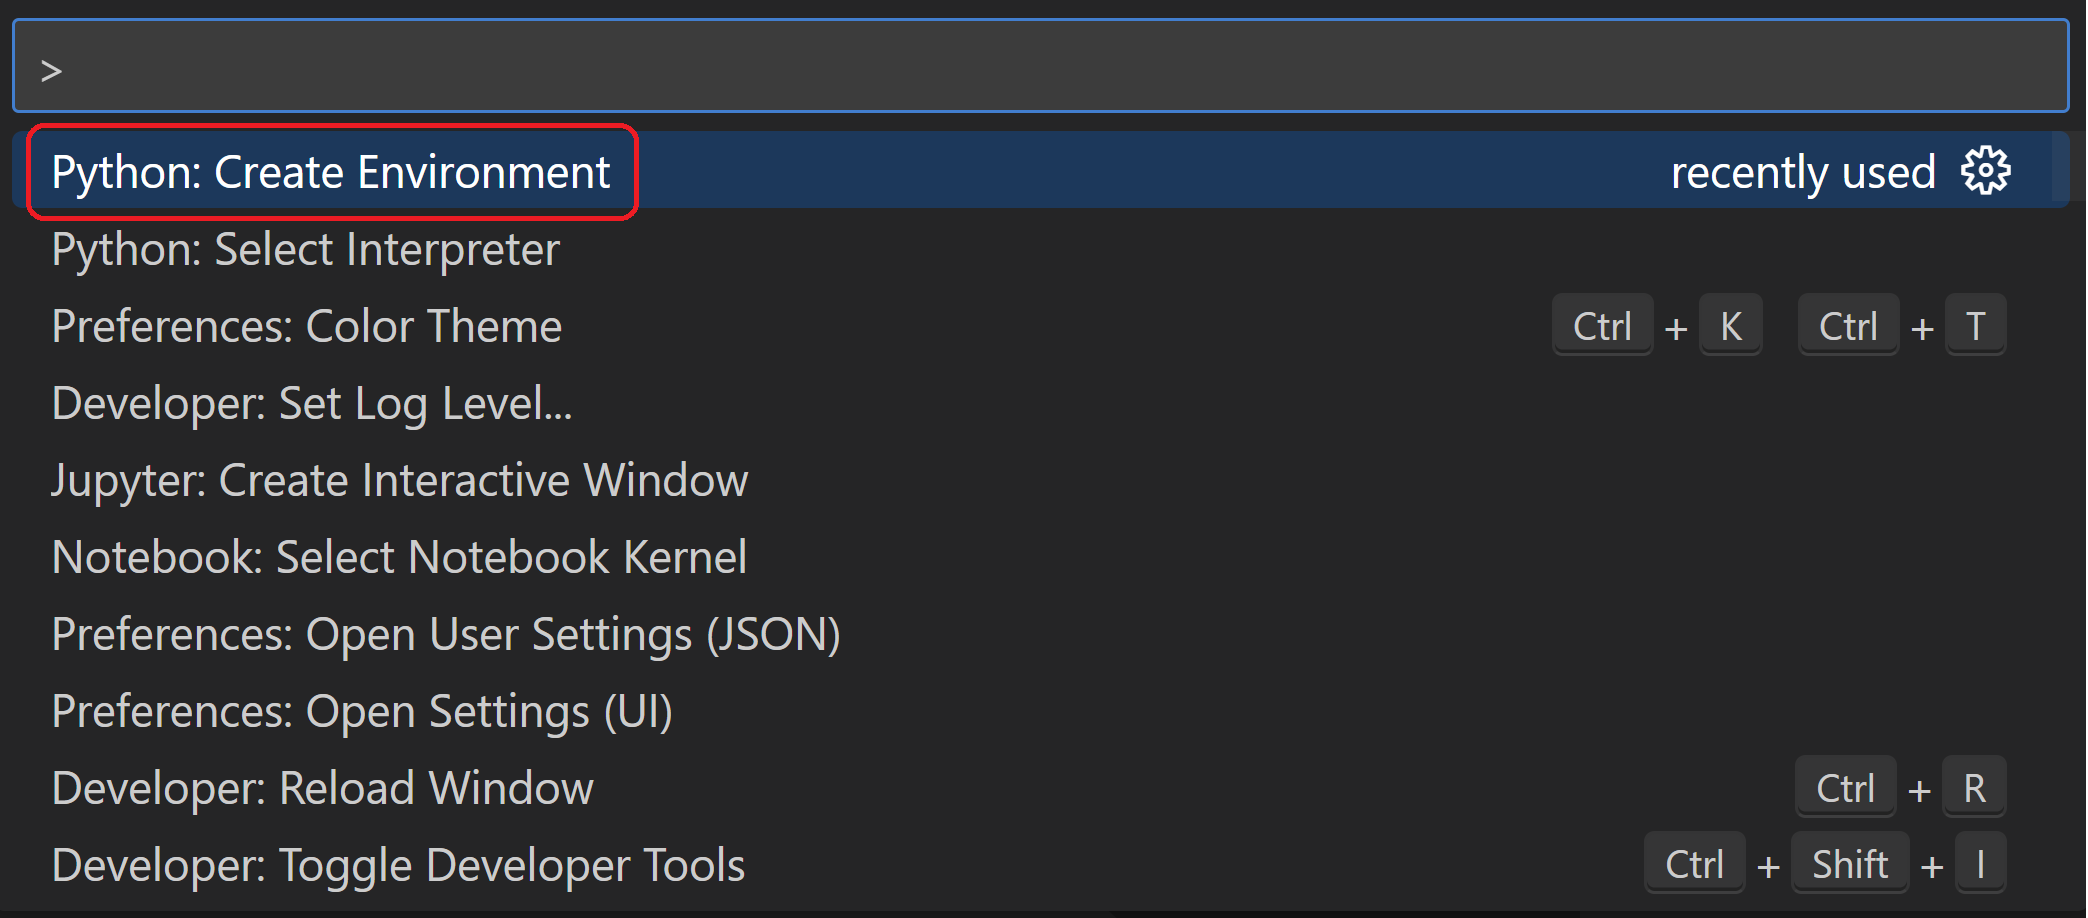 >
Python: Create Environment recently used
Python: Select Interpreter
Preferences: Color Theme Ctrl + K Ctrl + T
Developer: Set Log Level...
Jupyter: Create Interactive Window
Notebook: Select Notebook Kernel
Preferences: Open User Settings (JSON)
Preferences: Open Settings (UI)
Developer: Reload Window Ctrl + R
Developer: Toggle Developer Tools Ctrl + Shift + I